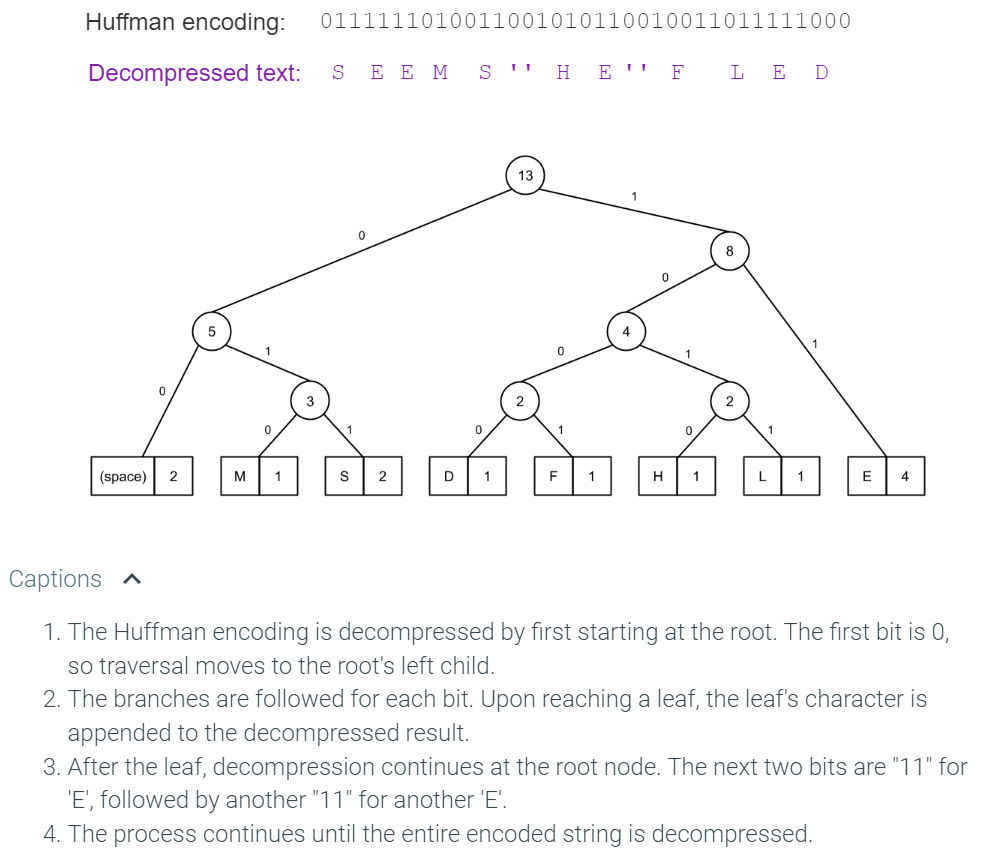 Huffman encoding: 0111111010011001010110010011011111000
Decompressed text: S E E M S ' ' H E ' ' F L E D
13
1
0
8
0
5
4
1
0
1
1
0
3
2
2
0
1
0
1
0
1
(space) 2 M 1 S 2 D 1 F 1 H 1 L 1 E 4
Captions
1. The Huffman encoding is decompressed by first starting at the root. The first bit is 0,
so traversal moves to the root's left child.
2. The branches are followed for each bit. Upon reaching a leaf, the leaf's character is
appended to the decompressed result.
3. After the leaf, decompression continues at the root node. The next two bits are "11" for
'E', followed by another "11" for another 'E'.
4. The process continues until the entire encoded string is decompressed.